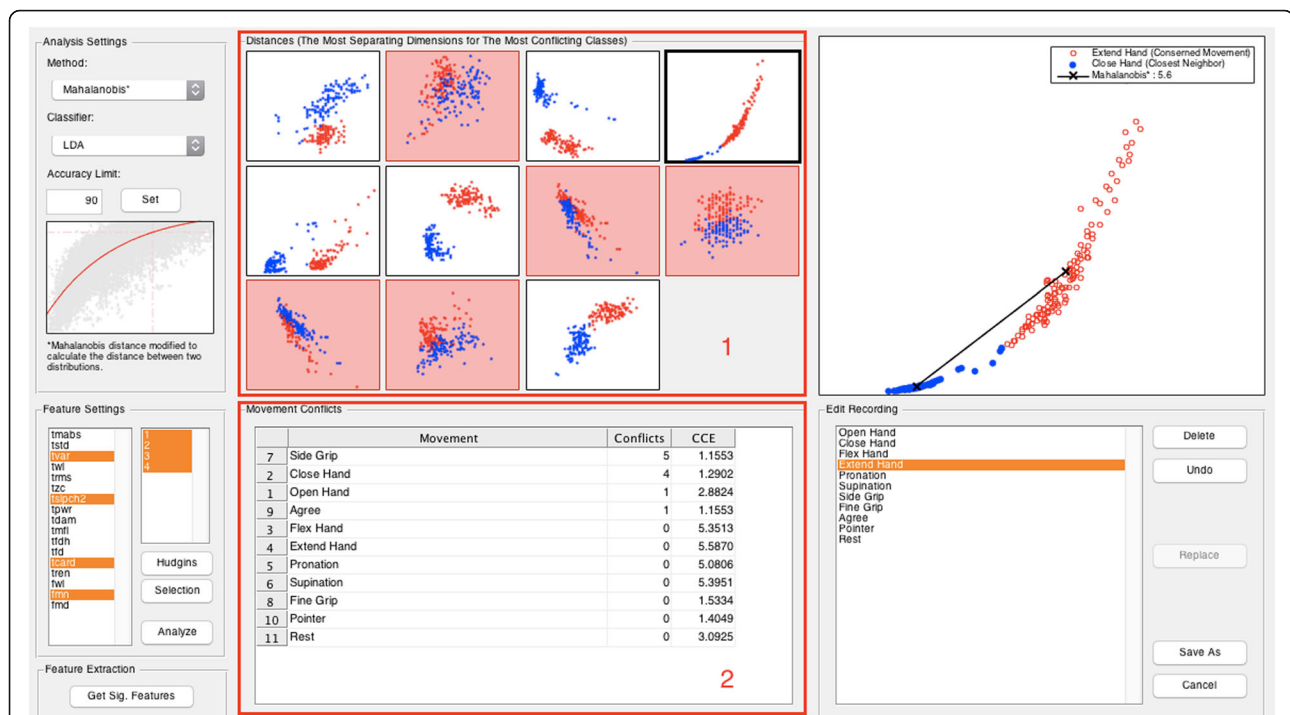 Analysis Settings
Method:
Mahalanobis*
Classifier:
LDA
Accuracy Limit:
90 Set
*Mahalanobis distance modified to
calculate the distance between two
distributions.
Distances (The Most Separating Dimensions for The Most Conflicting Classes)
1
Extend Hand (Conserned Movement)
Close Hand (Closest Neighbor)
Mahalanobis* : 5.6
Feature Settings
tmabs
tstd
tvar
twl
trms
tzc
tslpch2
tpwr
tdam
tmfl
tfdh
tfd
tcard
tren
fwl
fmn
fmd
1
2
3
4
Hudgins
Selection
Analyze
Feature Extraction
Get Sig. Features
Movement Conflicts
Movement Conflicts CCE
7 Side Grip 5 1.1553
2 Close Hand 4 1.2902
1 Open Hand 1 2.8824
9 Agree 1 1.1553
3 Flex Hand 0 5.3513
4 Extend Hand 0 5.5870
5 Pronation 0 5.0806
6 Supination 0 5.3951
8 Fine Grip 0 1.5334
10 Pointer 0 1.4049
11 Rest 0 3.0925
2
Edit Recording
Open Hand
Close Hand
Flex Hand
Extend Hand
Pronation
Supination
Side Grip
Fine Grip
Agree
Pointer
Rest
Delete
Undo
Replace
Save As
Cancel